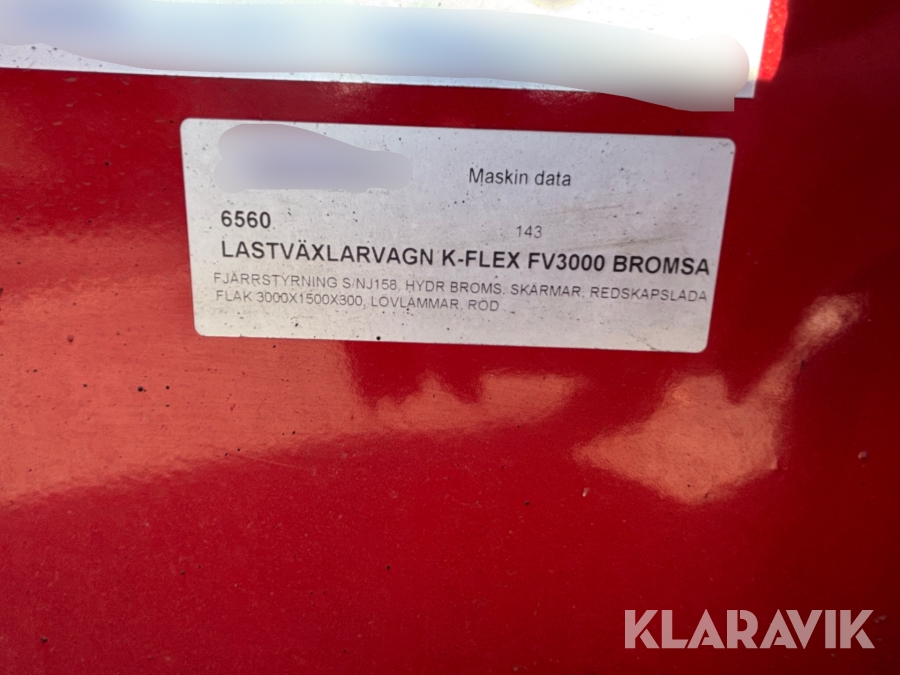 Maskin data
6560
143
LASTVÄXLARVAGN K-FLEX FV3000 BROMSA
FJÄRRSTYRNING S/NJ158, HYDR BROMS, SKÄRMAR, REDSKAPSLÅDA
FLAK 3000X1500X300, LÖVLÄMMAR, RÖD
KLARAVIK